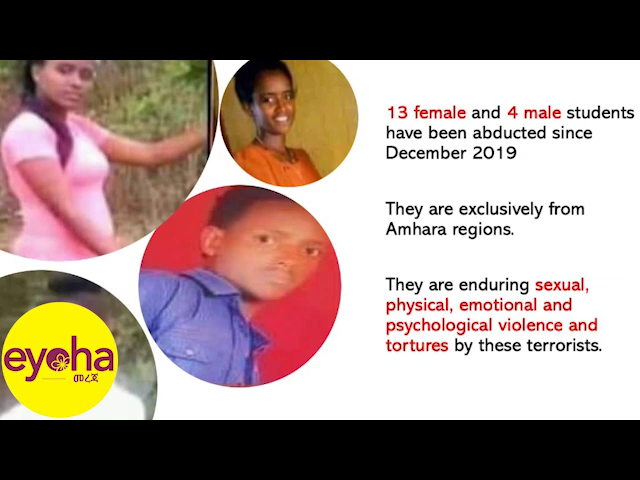 13 female and 4 male students
have been abducted since
December 2019
They are exclusively from
Amhara regions.
They are enduring sexual,
physical, emotional and
psychological violence and
tortures by these terrorists.
eyoha
መረጃ